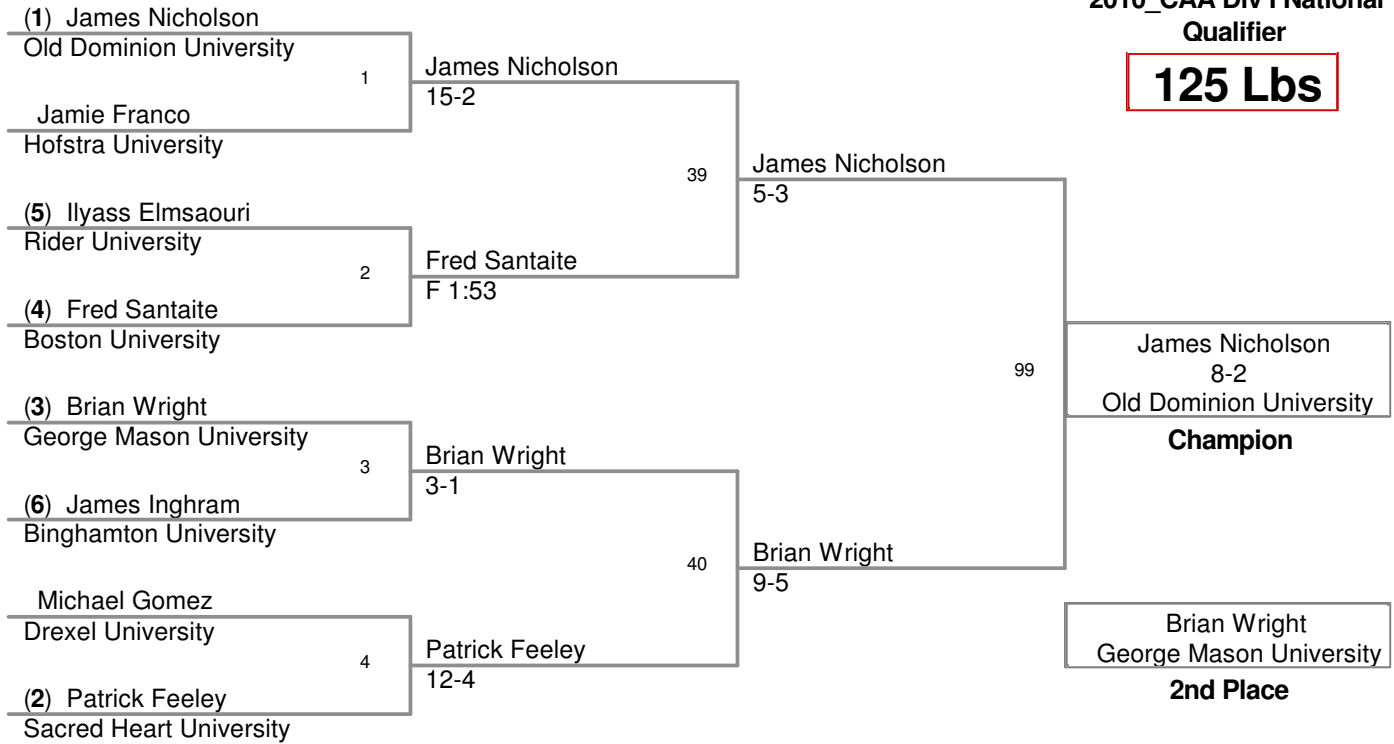 2010_CAA Div I National
Qualifier
125 Lbs
(1) James Nicholson
Old Dominion University
1
Jamie Franco
Hofstra University
James Nicholson
15-2
(5) Ilyass Elmsaouri
Rider University
2
(4) Fred Santaite
Boston University
Fred Santaite
F 1:53
39
James Nicholson
5-3
(3) Brian Wright
George Mason University
3
(6) James Inghram
Binghamton University
Brian Wright
3-1
Michael Gomez
Drexel University
4
(2) Patrick Feeley
Sacred Heart University
Patrick Feeley
12-4
40
Brian Wright
9-5
99
James Nicholson
8-2
Old Dominion University
Champion
Brian Wright
George Mason University
2nd Place